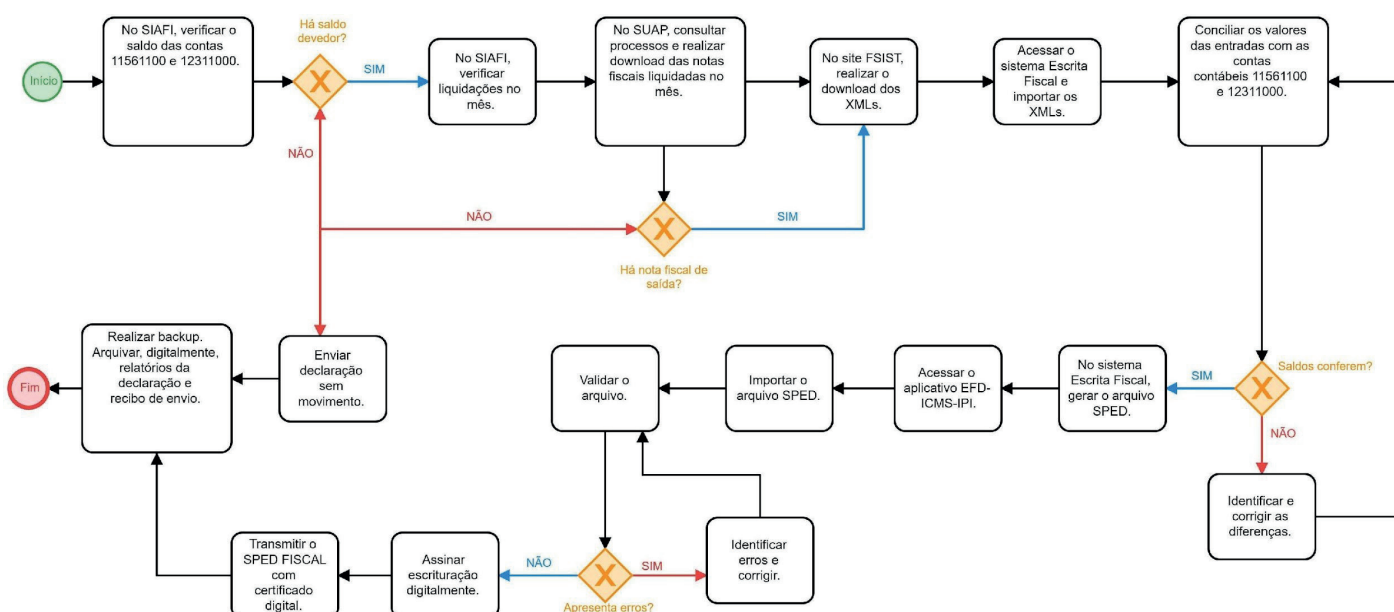 Início
No SIAFI, verificar o
saldo das contas
11561100 e 12311000.
Há saldo
devedor?
SIM
NÃO
No SIAFI,
verificar
liquidações no
mês.
No SUAP, consultar
processos e realizar
download das notas
fiscais liquidadas no
mês.
No site FSIST,
realizar o
download dos
XMLs.
Acessar o
sistema Escrita
Fiscal e
importar os
XMLs.
Conciliar os valores
das entradas com as
contas
contábeis 11561100
e 12311000.
NÃO
SIM
Há nota fiscal de
saída?
Fim
Realizar backup.
Arquivar, digitalmente,
relatórios da
declaração e
recibo de envio.
Enviar
declaração sem
movimento.
Validar o
arquivo.
Importar o
arquivo SPED.
Acessar o
aplicativo EFD-
ICMS-IPI.
No sistema
Escrita Fiscal,
gerar o arquivo
SPED.
SIM
Saldos conferem?
NÃO
Identificar e
corrigir as
diferenças.
Transmitir o
SPED FISCAL
com
certificado
digital.
Assinar
escrituração
digitalmente.
NÃO
SIM
Apresenta erros?
Identificar
erros e
corrigir.